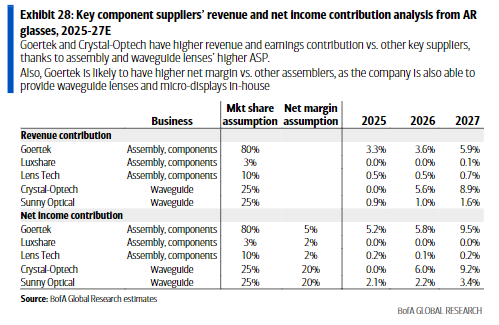 Exhibit 28: Key component suppliers' revenue and net income contribution analysis from AR
glasses, 2025-27E
Goertek and Crystal-Optech have higher revenue and earnings contribution vs. other key suppliers,
thanks to assembly and waveguide lenses' higher ASP.
Also, Goertek is likely to have higher net margin vs. other assemblers, as the company is also able to
provide waveguide lenses and micro-displays in-house
Mkt share Net margin
Business assumption assumption 2025 2026 2027
Revenue contribution
Goertek Assembly, components 80% 3.3% 3.6% 5.9%
Luxshare Assembly, components 3% 0.0% 0.0% 0.1%
Lens Tech Assembly, components 10% 0.5% 0.5% 0.7%
Crystal-Optech Waveguide 25% 0.0% 5.6% 8.9%
Sunny Optical Waveguide 25% 0.9% 1.0% 1.6%
Net Income contribution
Goertek Assembly, components 80% 5% 5.2% 5.8% 9.5%
Luxshare Assembly, components 3% 2% 0.0% 0.0% 0.0%
Lens Tech Assembly, components 10% 2% 0.2% 0.1% 0.2%
Crystal-Optech Waveguide 25% 20% 0.0% 6.0% 9.2%
Sunny Optical Waveguide 25% 20% 2.1% 2.2% 3.4%
Source: BofA Global Research estimates
BofA GLOBAL RESEARCH